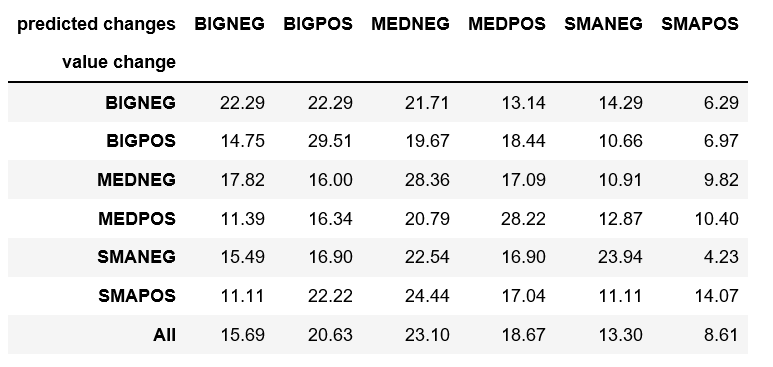 predicted changes BIGNEG BIGPOS MEDNEG MEDPOS SMANEG SMAPOS
value change
BIGNEG 22.29 22.29 21.71 13.14 14.29 6.29
BIGPOS 14.75 29.51 19.67 18.44 10.66 6.97
MEDNEG 17.82 16.00 28.36 17.09 10.91 9.82
MEDPOS 11.39 16.34 20.79 28.22 12.87 10.40
SMANEG 15.49 16.90 22.54 16.90 23.94 4.23
SMAPOS 11.11 22.22 24.44 17.04 11.11 14.07
All 15.69 20.63 23.10 18.67 13.30 8.61